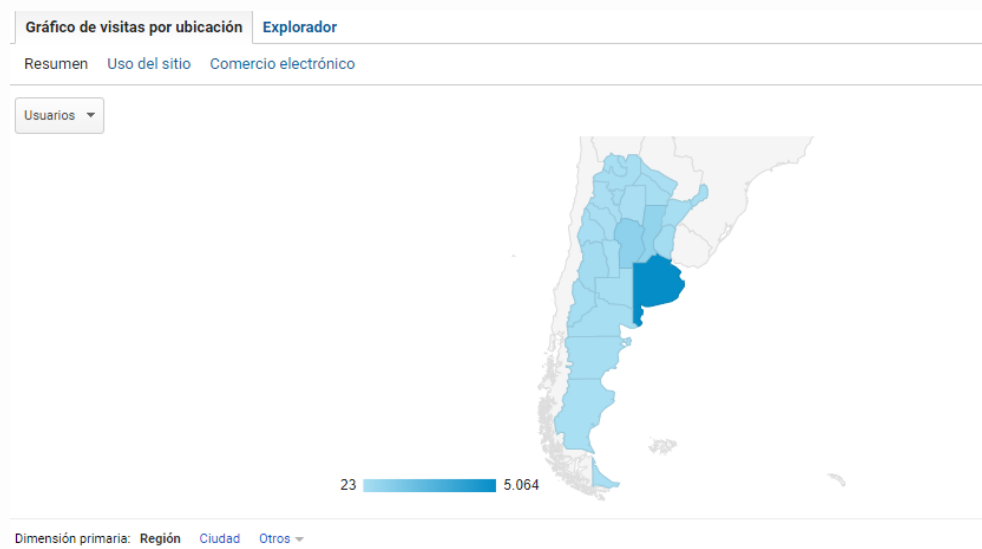 Gráfico de visitas por ubicación Explorador
Resumen Uso del sitio Comercio electrónico
Usuarios
23 5.064
Dimensión primaria: Región Ciudad Otros